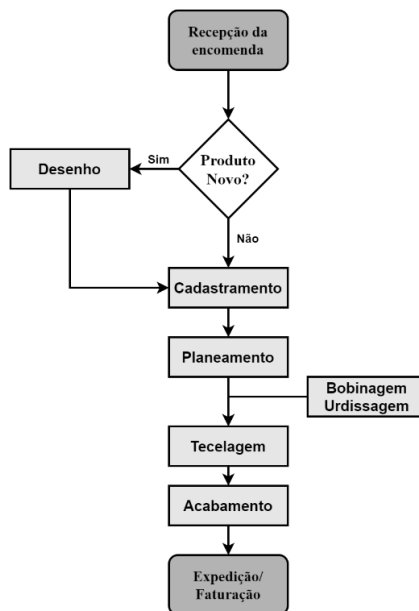 Recepção da
encomenda
Produto
Novo?
Sim
Desenho
Não
Cadastramento
Planeamento
Bobinagem
Urdissagem
Tecelagem
Acabamento
Expedição/
Faturação